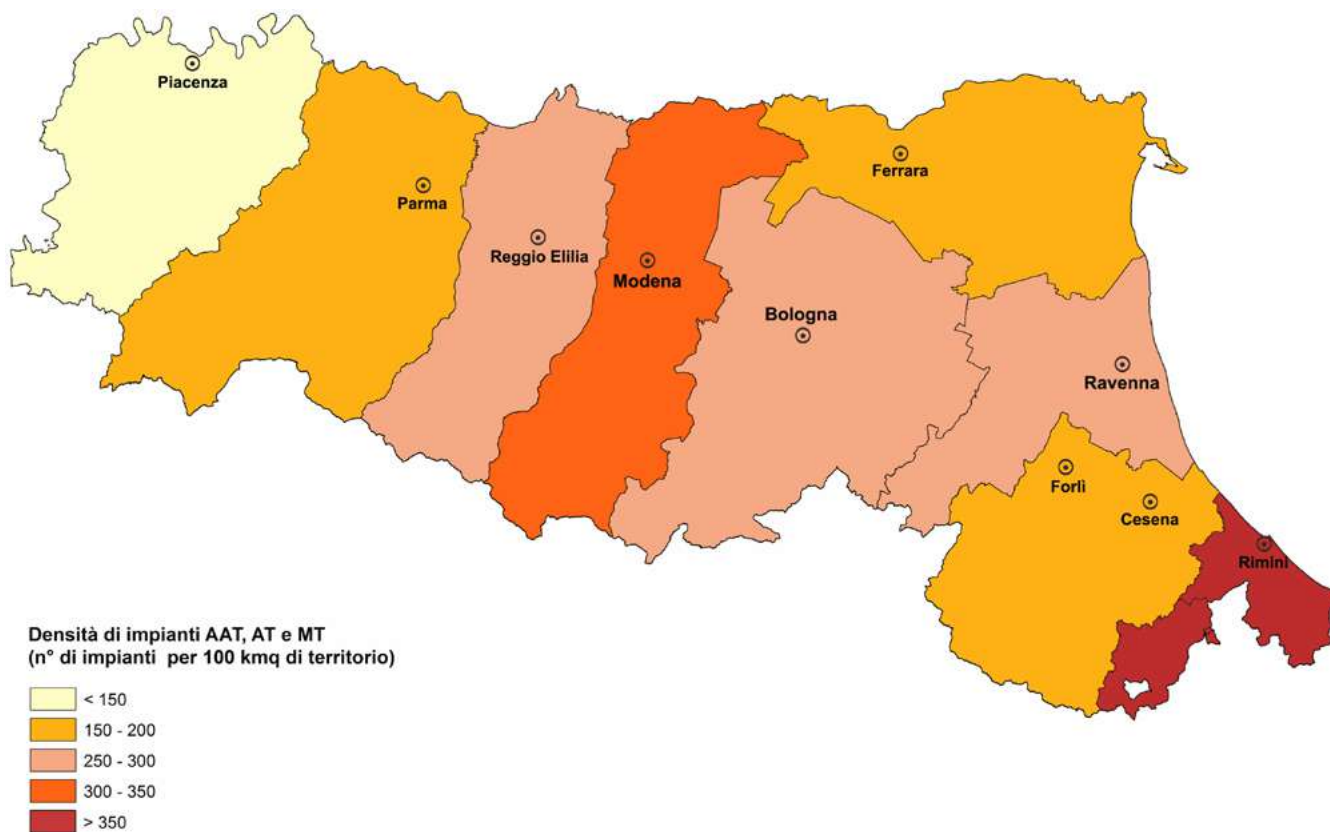 Piacenza
Parma
Ferrara
Reggio Elilia
Modena
Bologna
Ravenna
Forlì
Cesena
Rimini
Densità di impianti AAT, AT e MT
(n° di impianti per 100 kmq di territorio)
< 150
150 - 200
250 - 300
300 - 350
> 350